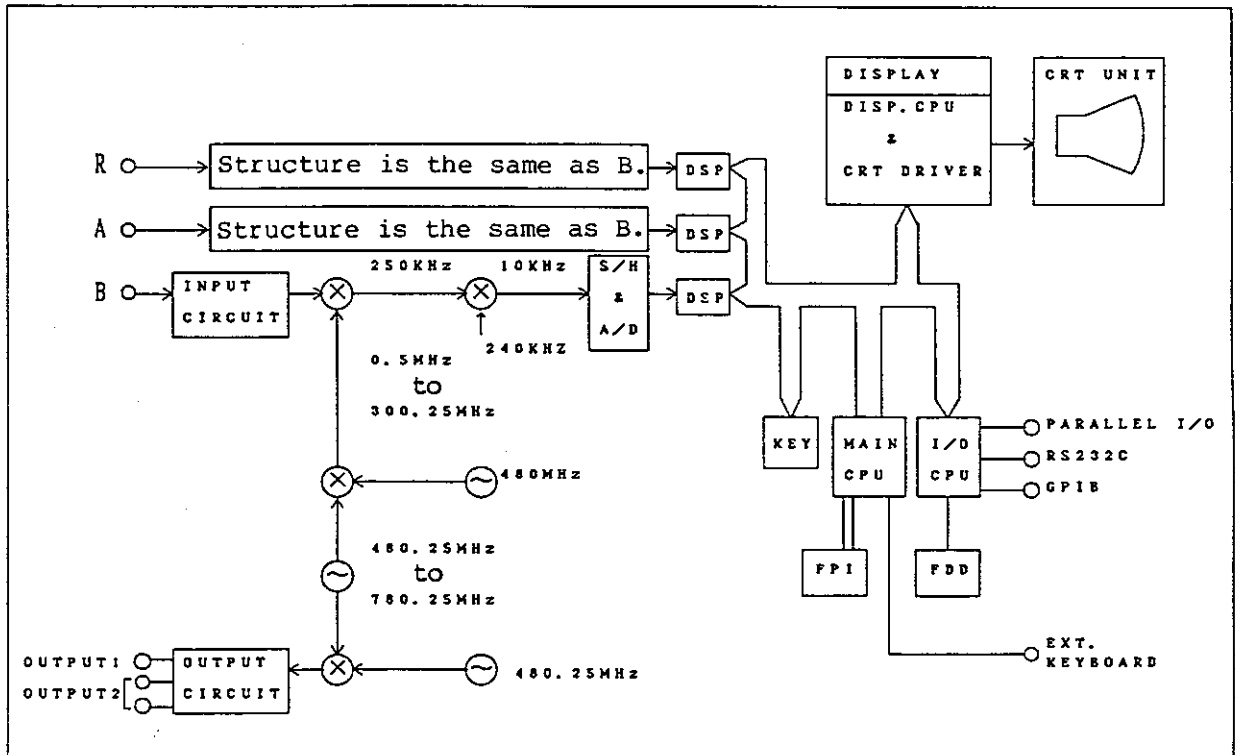 DISPLAY
DISP.CPU
&
CRT DRIVER
CRT UNIT
R
Structure is the same as B.
DSP
A
Structure is the same as B.
DSP
B
INPUT
CIRCUIT
250KHz
10KHz
240KHZ
S/H
&
A/D
DSP
0.5MHz
to
300.25MHz
480MHz
480.25MHz
to
780.25MHz
480.25MHz
OUTPUT1
OUTPUT2
OUTPUT
CIRCUIT
KEY
MAIN
CPU
I/O
CPU
PARALLEL I/O
RS232C
GPIB
FPI
FDD
EXT.
KEYBOARD